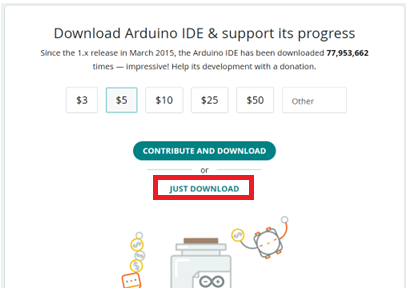 Download Arduino IDE & support its progress
Since the 1.x release in March 2015, the Arduino IDE has been downloaded 77,953,662
times — impressive! Help its development with a donation.
$3 $5 $10 $25 $50 Other
CONTRIBUTE AND DOWNLOAD
or
JUST DOWNLOAD